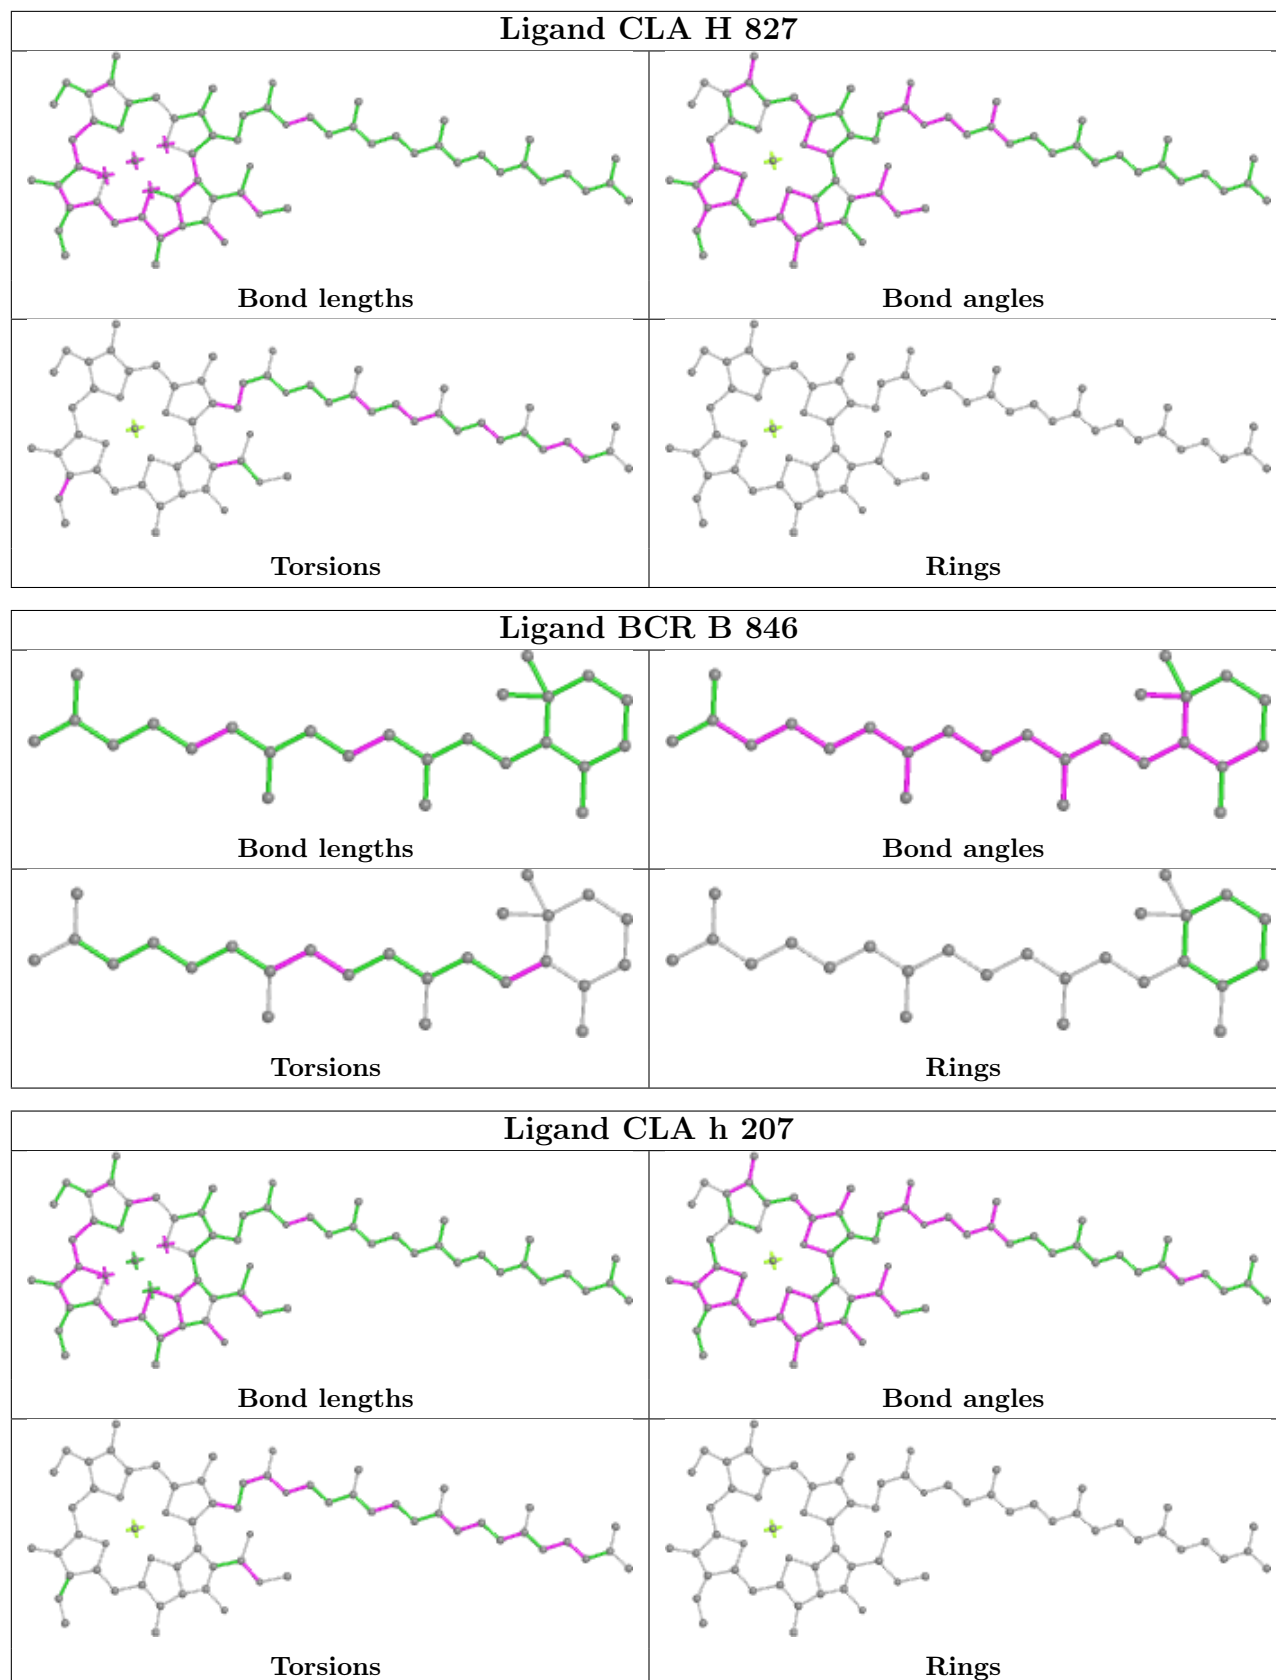 Ligand CLA H 827
Bond lengths
Bond angles
Torsions
Rings
Ligand BCR B 846
Bond lengths
Bond angles
Torsions
Rings
Ligand CLA h 207
Bond lengths
Bond angles
Torsions
Rings